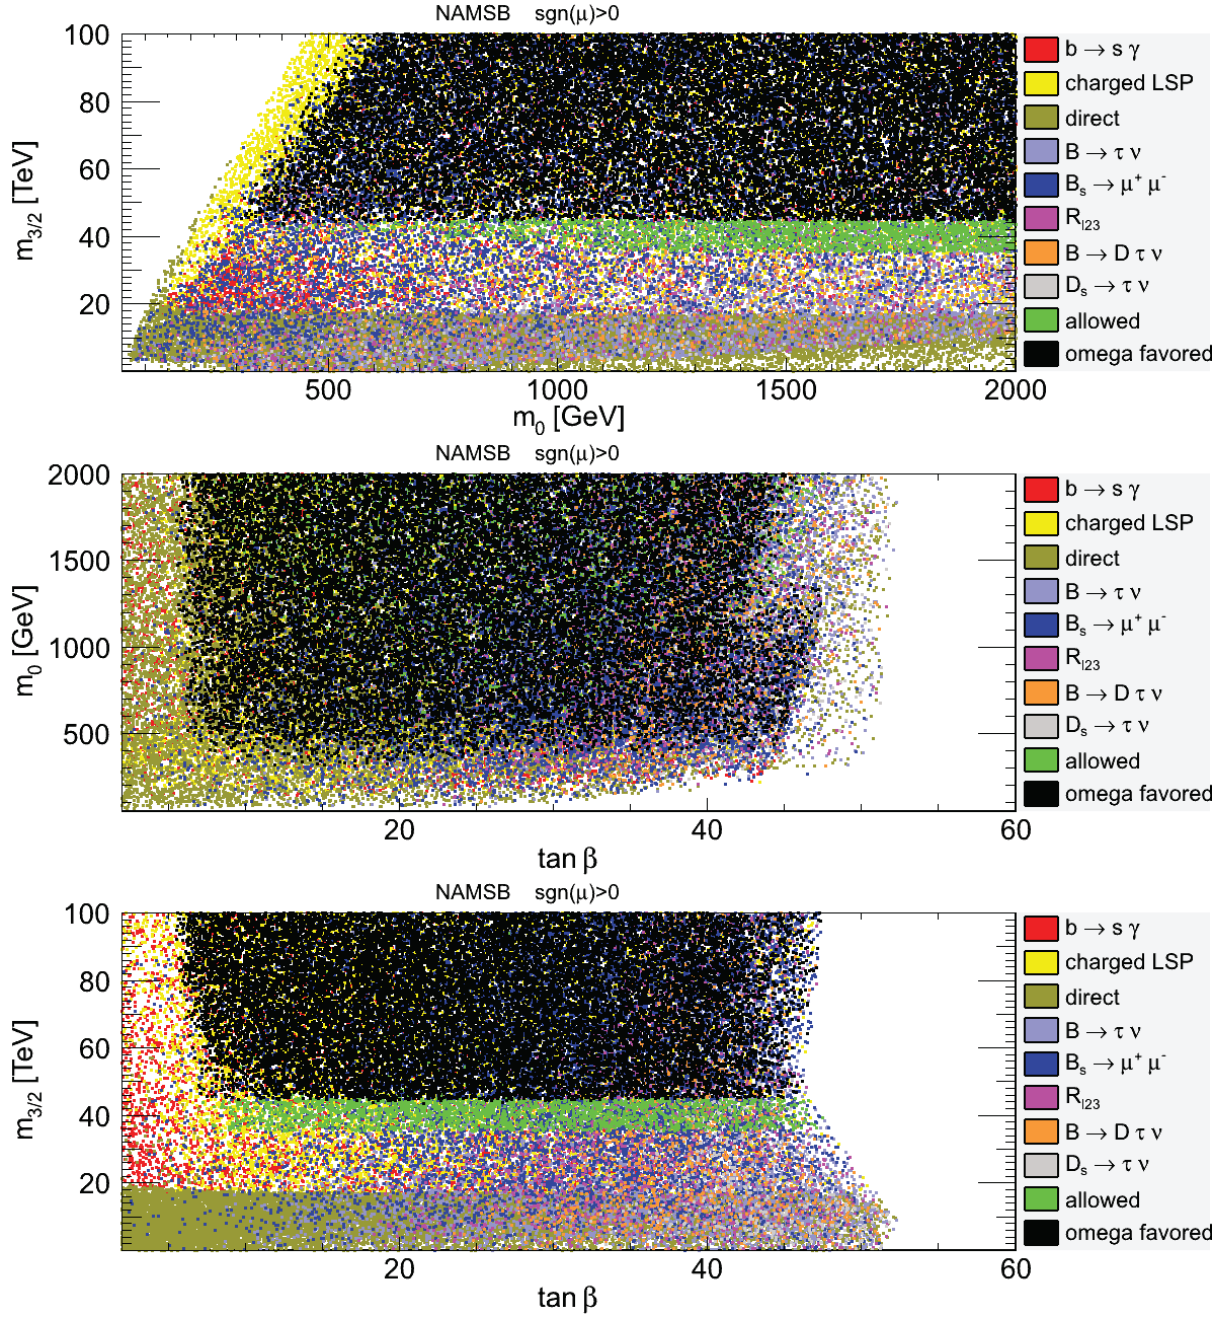 NAMSB sgn(μ)>0
m3/2 [TeV]
100
80
60
40
20
500
1000
1500
2000
m0 [GeV]
b → s γ
charged LSP
direct
B → τ ν
Bs → μ+ μ-
Rl23
B → D τ ν
Ds → τ ν
allowed
omega favored
NAMSB sgn(μ)>0
m0 [GeV]
2000
1500
1000
500
20
40
60
tan β
b → s γ
charged LSP
direct
B → τ ν
Bs → μ+ μ-
Rl23
B → D τ ν
Ds → τ ν
allowed
omega favored
NAMSB sgn(μ)>0
m3/2 [TeV]
100
80
60
40
20
20
40
60
tan β
b → s γ
charged LSP
direct
B → τ ν
Bs → μ+ μ-
Rl23
B → D τ ν
Ds → τ ν
allowed
omega favored